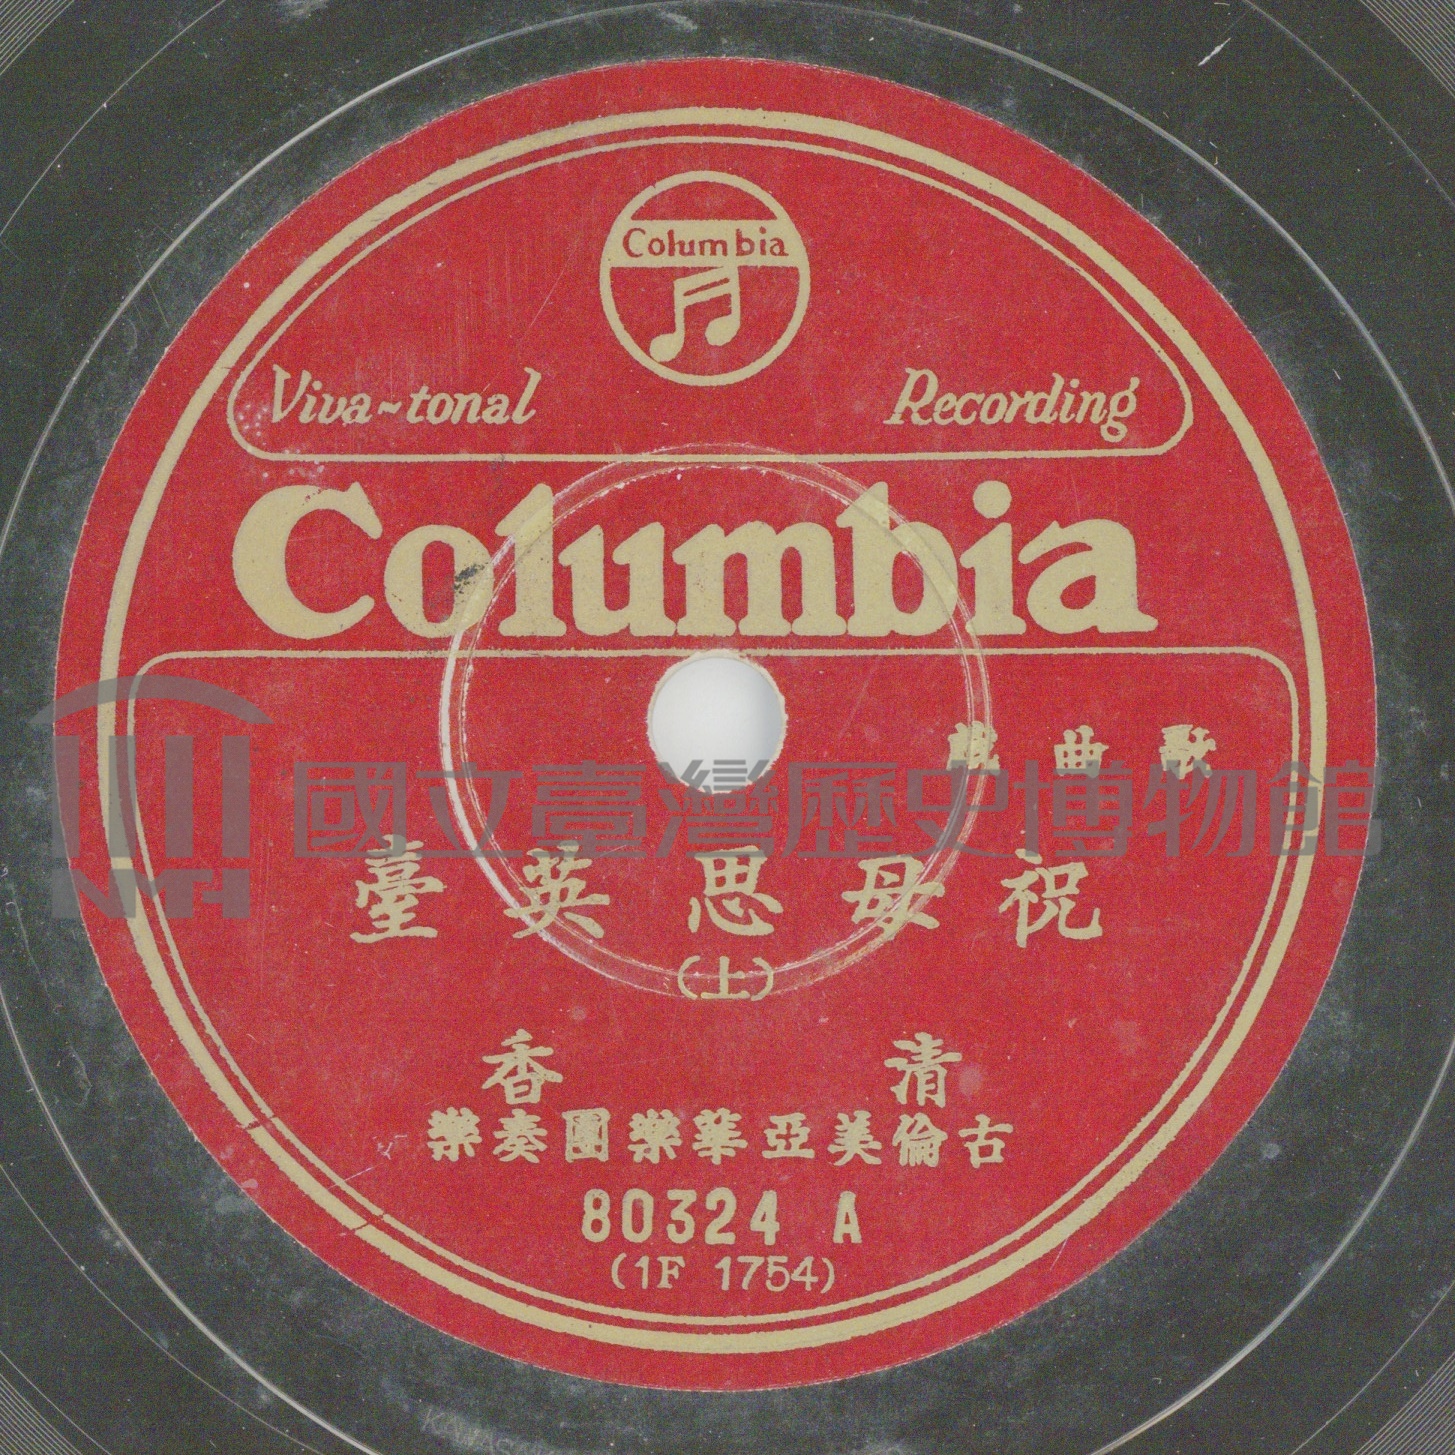 Columbia
Viva-tonal Recording
Columbia
歌曲戯
國立臺灣歷史博物館
祝母思英臺
(上)
清香
古倫美亞華樂團奏樂
80324 A
(1F 1754)